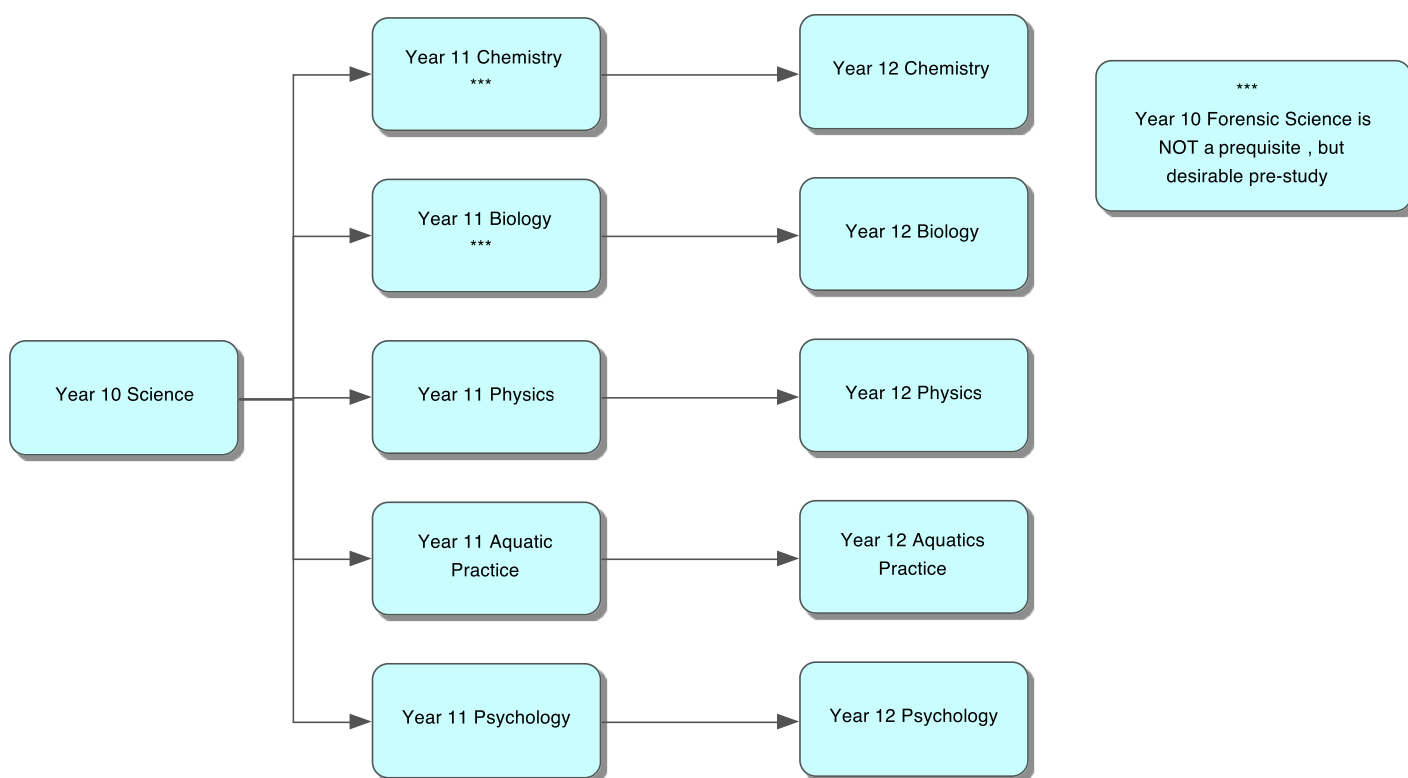 Year 11 Chemistry
***
Year 12 Chemistry
***
Year 10 Forensic Science is
NOT a prequisite , but
desirable pre-study
Year 11 Biology
***
Year 12 Biology
Year 10 Science
Year 11 Physics
Year 12 Physics
Year 11 Aquatic
Practice
Year 12 Aquatics
Practice
Year 11 Psychology
Year 12 Psychology